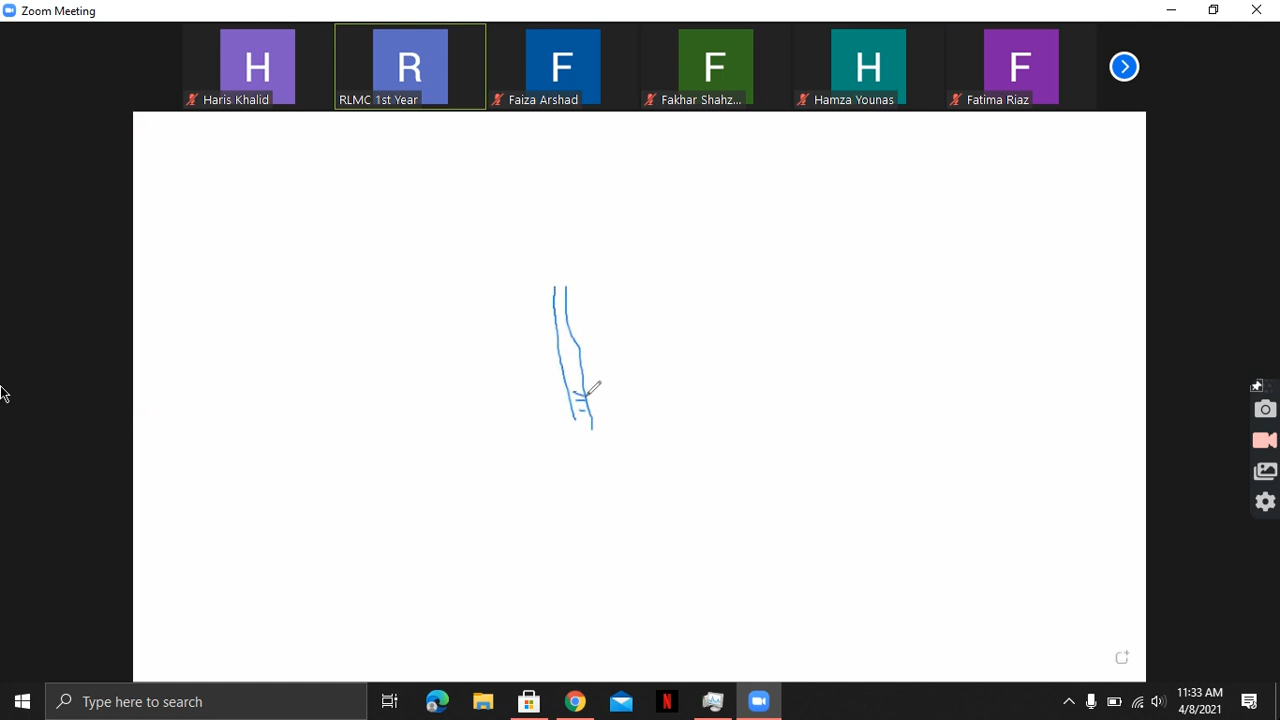 Zoom Meeting
H
R
F
F
H
F
Haris Khalid
RLMC 1st Year
Faiza Arshad
Fakhar Shahz...
Hamza Younas
Fatima Riaz
Type here to search
N
11:33 AM
4/8/2021